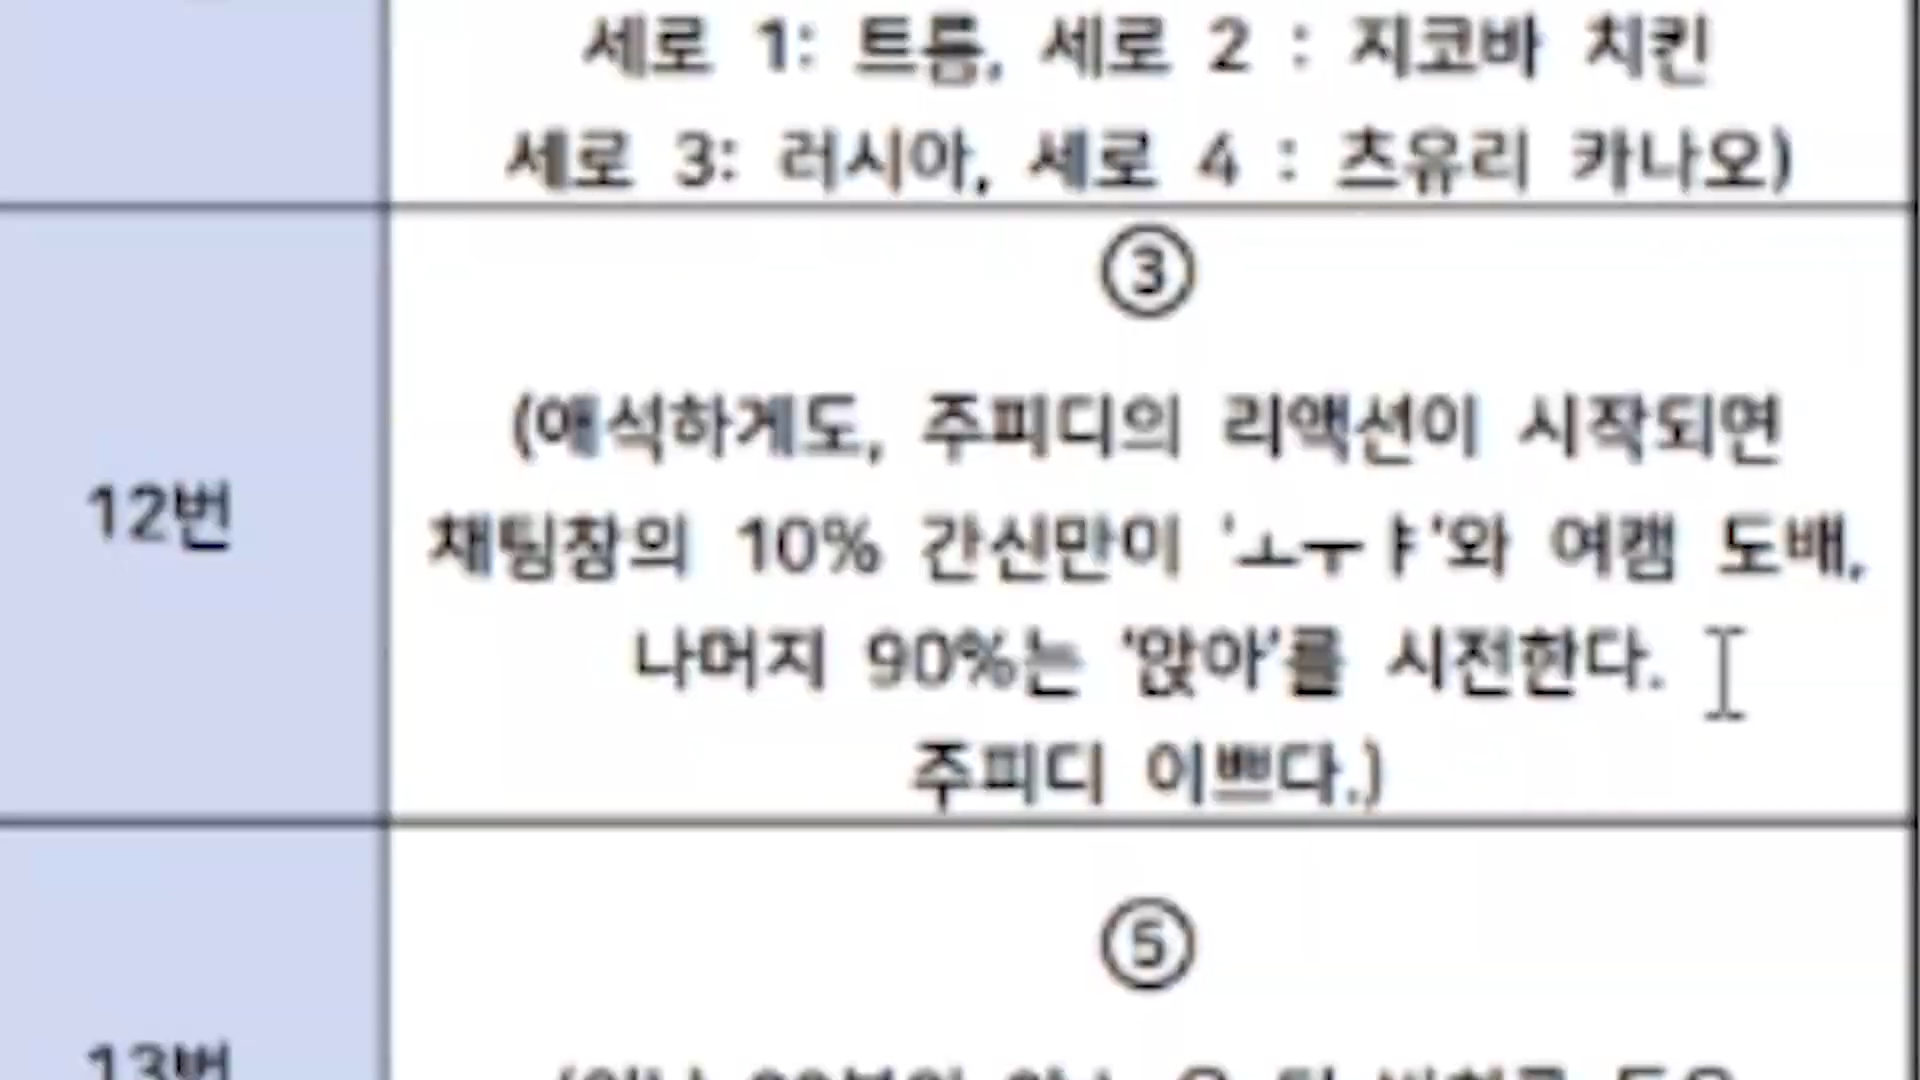 세로 1: 트름, 세로 2 : 지코바 치킨
세로 3: 러시아, 세로 4 : 츠유리 카나오)
③
(애석하게도, 주피디의 리액션이 시작되면
12번
채팅창의 10% 간신만이 'ㅗㅜㅑ'와 여캠 도배,
나머지 90%는 '앉아'를 시전한다.
주피디 이쁘다.)
⑤
13번